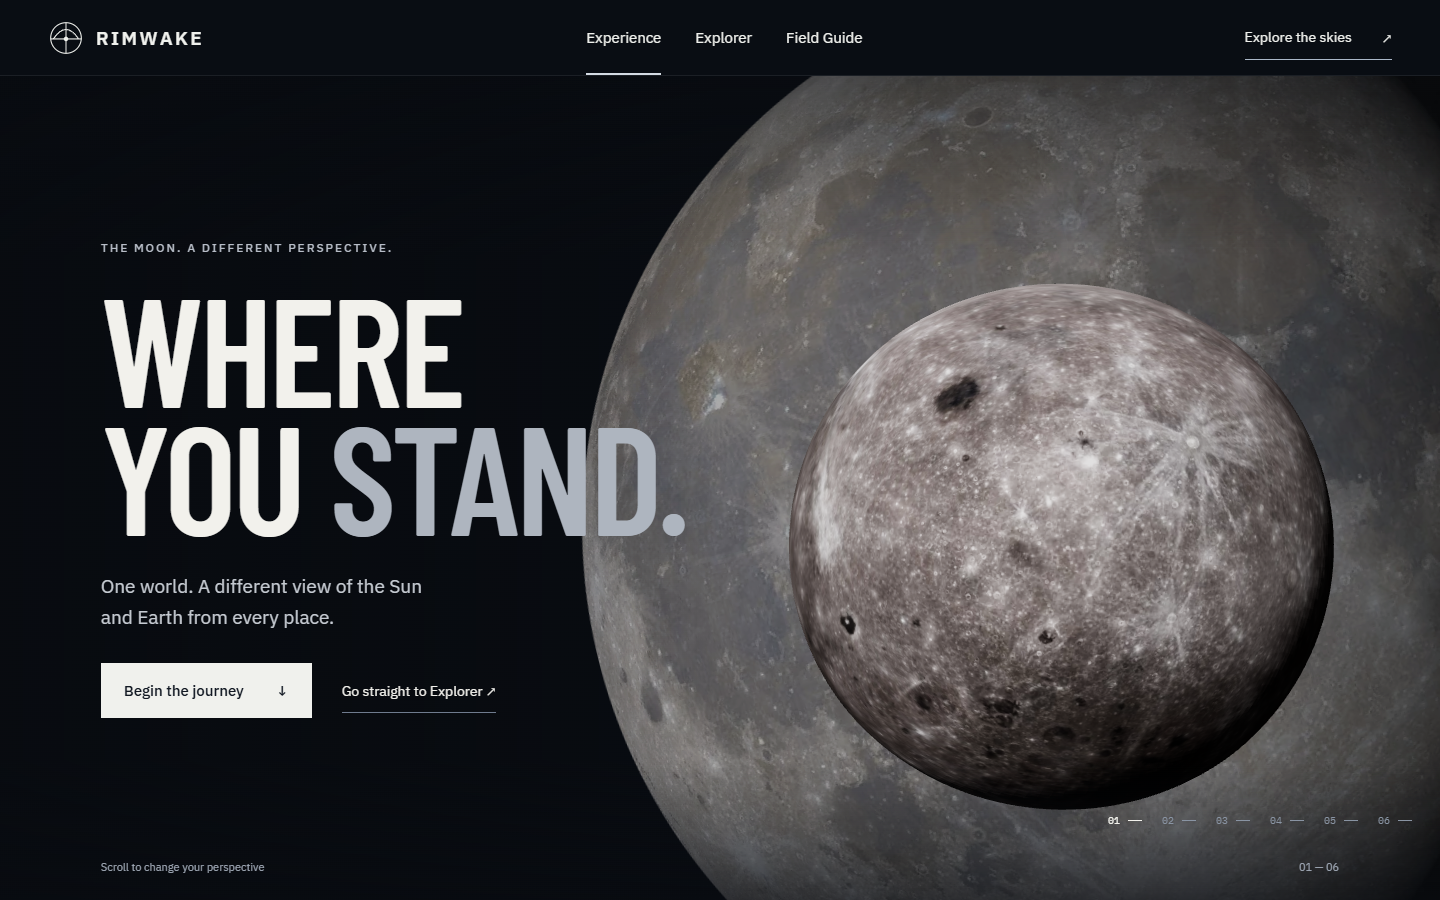 RIMWAKE
Experience
Explorer
Field Guide
Explore the skies ↗
THE MOON. A DIFFERENT PERSPECTIVE.
WHERE
YOU STAND.
One world. A different view of the Sun
and Earth from every place.
Begin the journey ↓
Go straight to Explorer ↗
01 02 03 04 05 06
Scroll to change your perspective
01 — 06